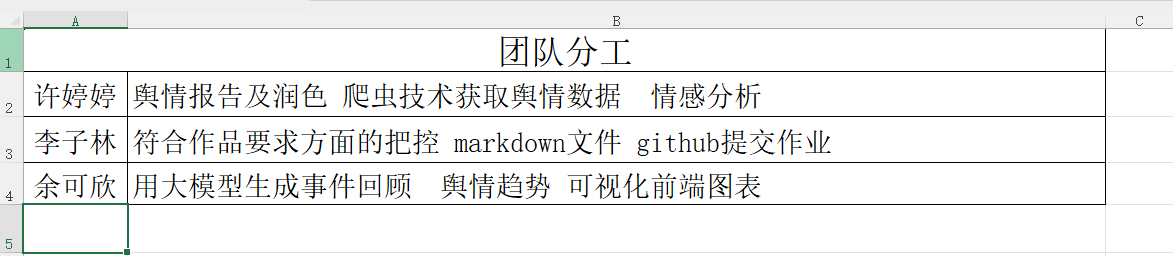 A B C
1 团队分工
2 许婷婷 舆情报告及润色 爬虫技术获取舆情数据  情感分析
3 李子林 符合作品要求方面的把控 markdown文件 github提交作业
4 余可欣 用大模型生成事件回顾  舆情趋势 可视化前端图表
5